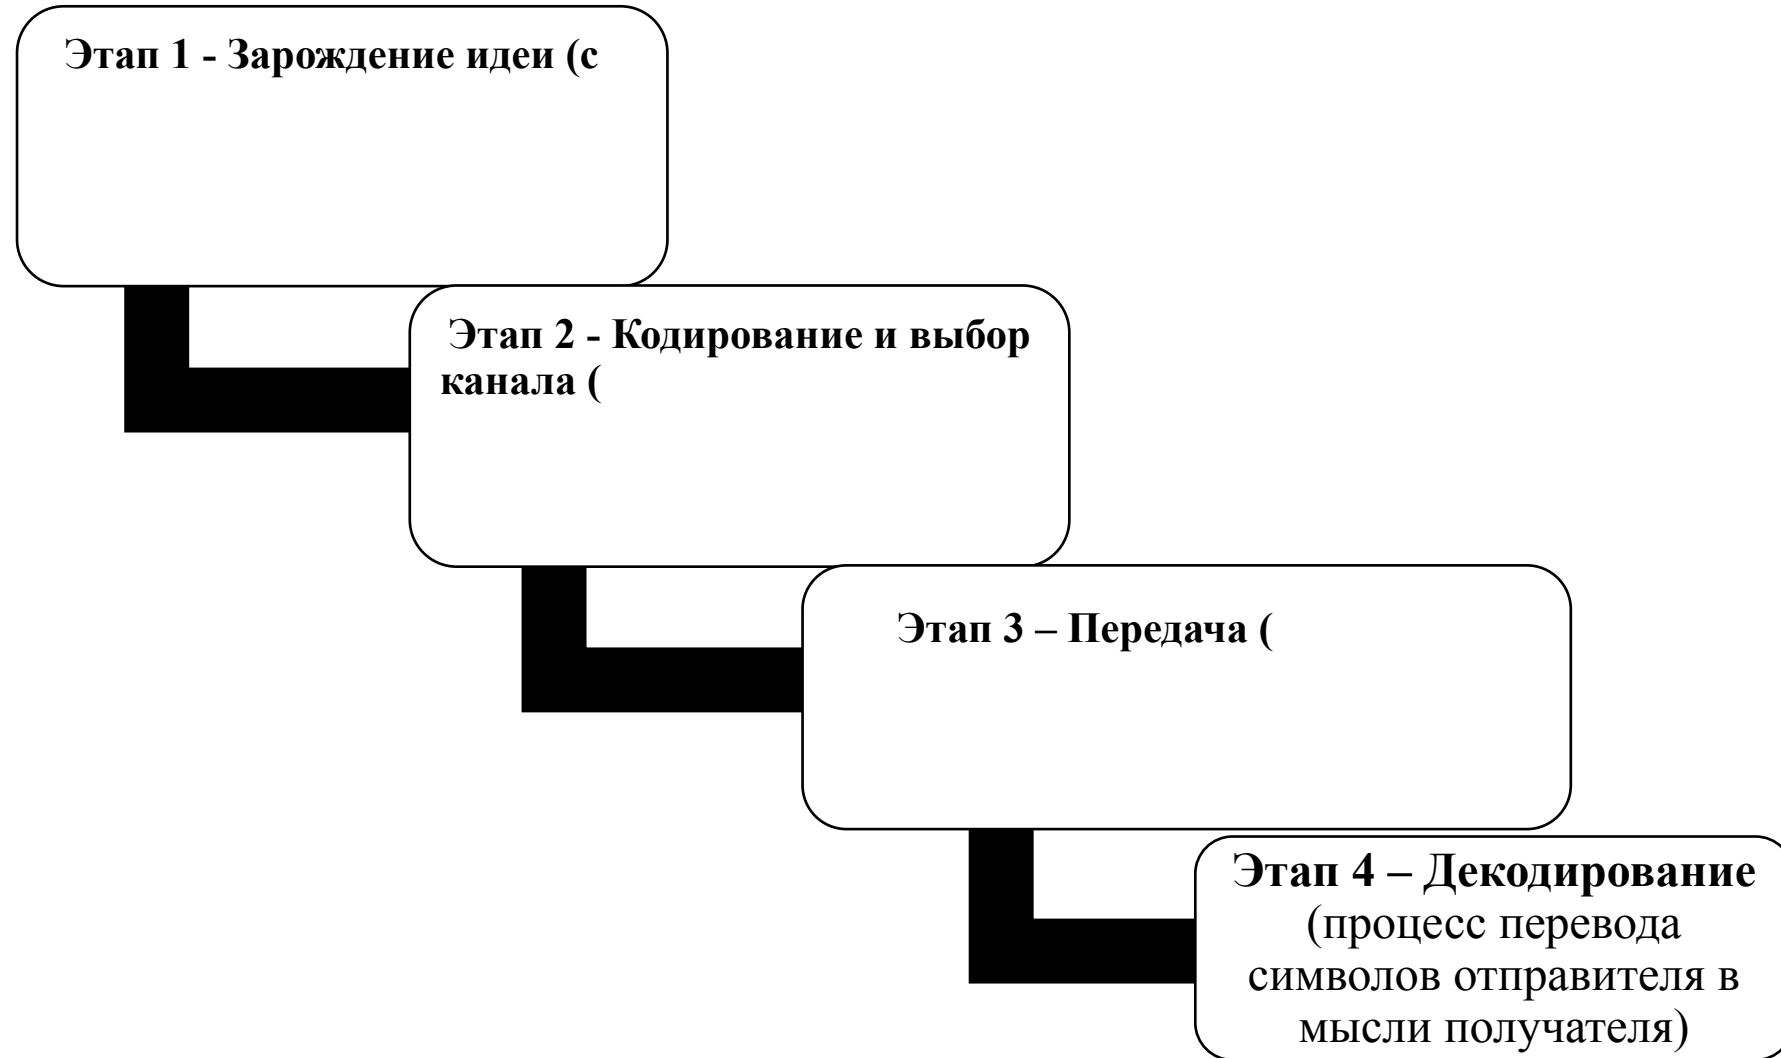 Этап 1 - Зарождение идеи (с
Этап 2 - Кодирование и выбор
канала (
Этап 3 – Передача (
Этап 4 – Декодирование
(процесс перевода
символов отправителя в
мысли получателя)